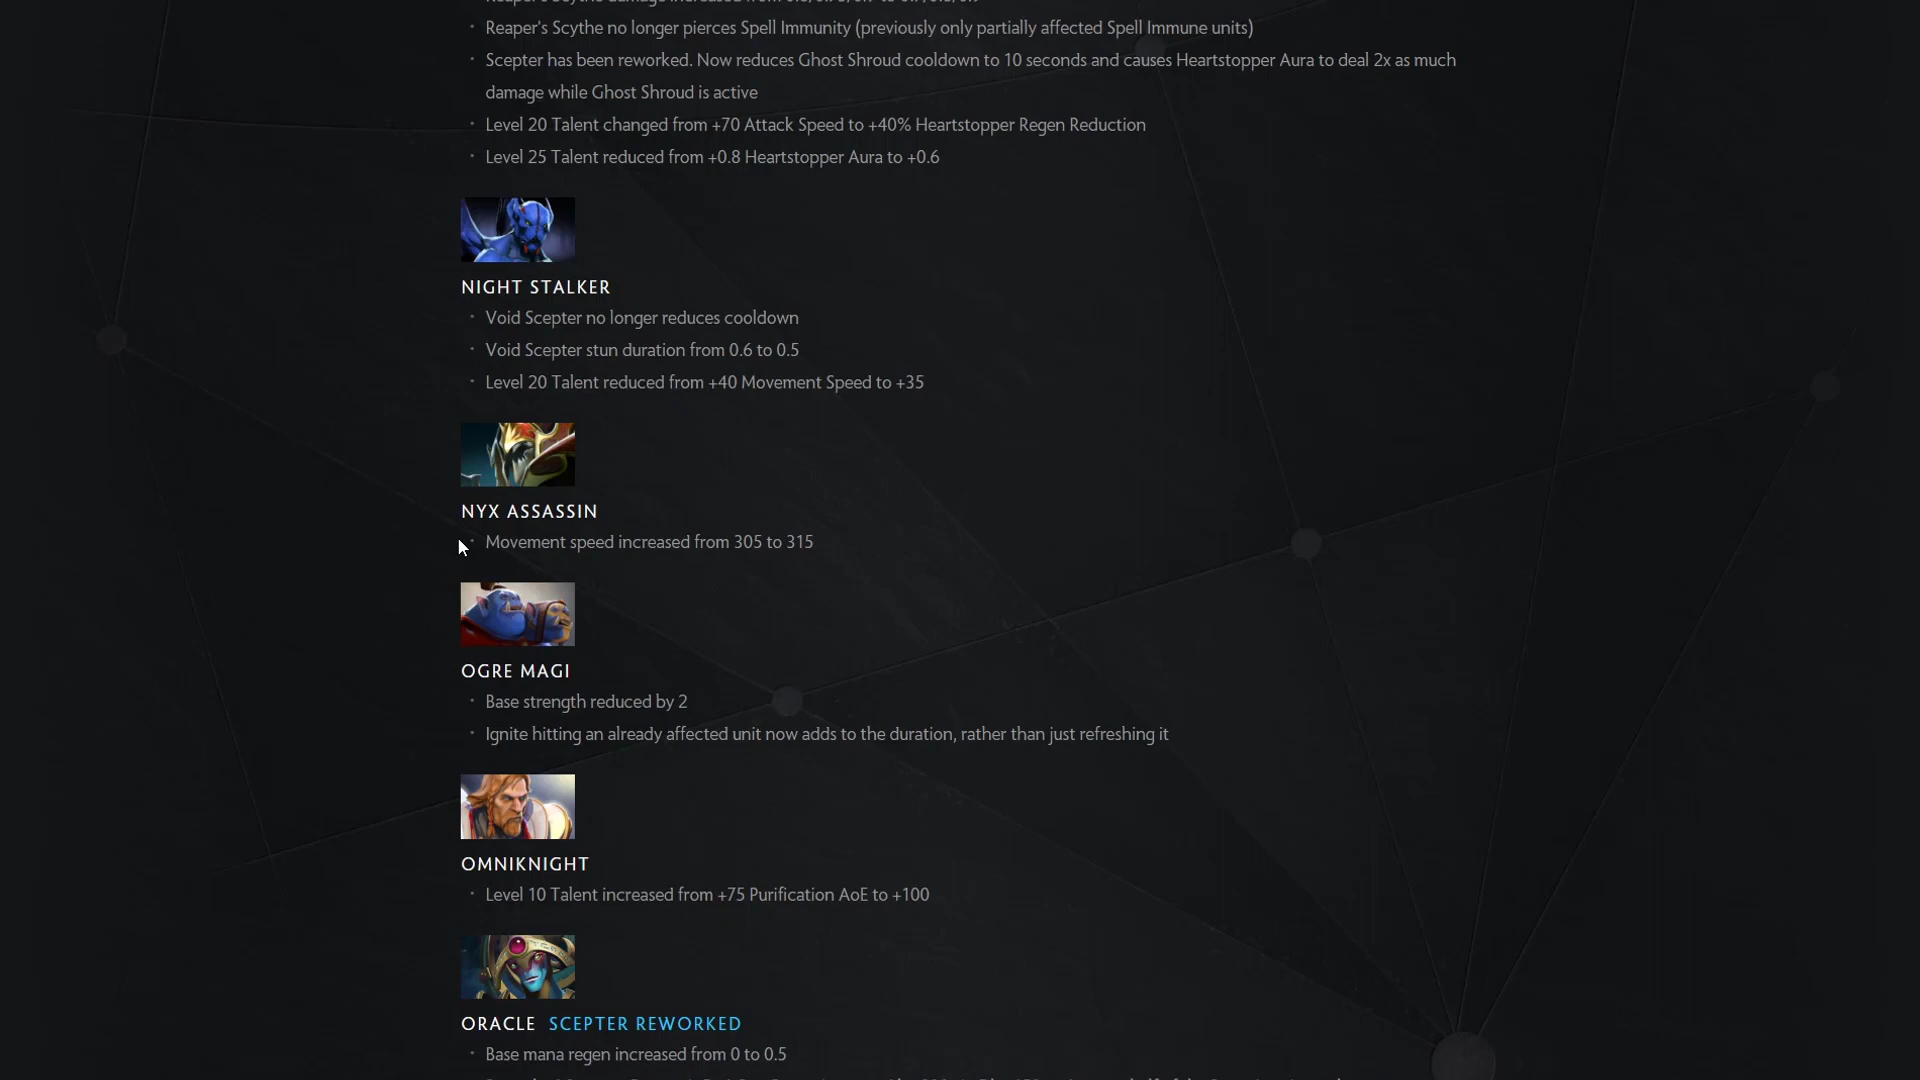 Reaper's Scythe damage increased from
· Reaper's Scythe no longer pierces Spell Immunity (previously only partially affected Spell Immune units)
· Scepter has been reworked. Now reduces Ghost Shroud cooldown to 10 seconds and causes Heartstopper Aura to deal 2x as much
damage while Ghost Shroud is active
· Level 20 Talent changed from +70 Attack Speed to +40% Heartstopper Regen Reduction
· Level 25 Talent reduced from +0.8 Heartstopper Aura to +0.6
NIGHT STALKER
· Void Scepter no longer reduces cooldown
· Void Scepter stun duration from 0.6 to 0.5
· Level 20 Talent reduced from +40 Movement Speed to +35
NYX ASSASSIN
· Movement speed increased from 305 to 315
OGRE MAGI
· Base strength reduced by 2
· Ignite hitting an already affected unit now adds to the duration, rather than just refreshing it
OMNIKNIGHT
· Level 10 Talent increased from +75 Purification AoE to +100
ORACLE SCEPTER REWORKED
· Base mana regen increased from 0 to 0.5